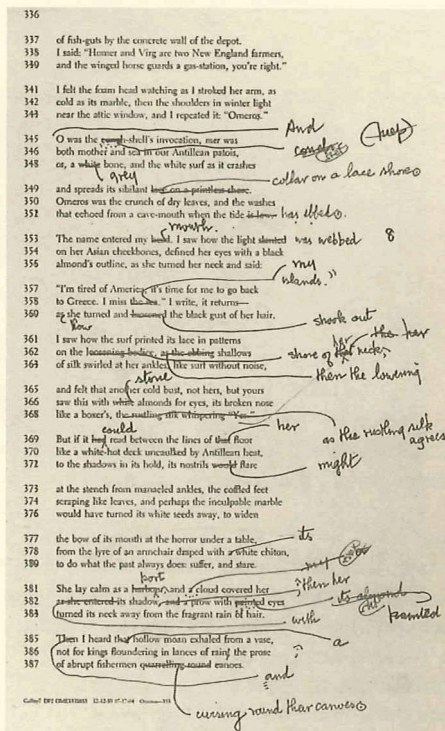 336
337 of fish-guts by the concrete wall of the depot.
338 I said: "Homer and Virg are two New England farmers,
339 and the winged horse guards a gas-station, you're right."
341 I felt the foam head watching as I stroked her arm, as
342 cold as its marble, then the shoulders in winter light
343 near the attic window, and I repeated it: "Omeros."
And
345 O was the conch-shell's invocation, mer was
conch
(keep)
346 both mother and sea in our Antillean patois,
348 os, a white bone, and the white surf as it crashes
grey
collar on a lace shore
349 and spreads its sibilant on a printless shore.
350 Omeros was the crunch of dry leaves, and the washes
351 that echoed from a cave-mouth when the tide is low. has ebbed
mouth.
353 The name entered my head. I saw how the light slanted was webbed 8
354 on her Asian cheekbones, defined her eyes with a black
356 almond's outline, as she turned her neck and said:
my
islands."
357 "I'm tired of America, it's time for me to go back
358 to Greece. I miss the sea." I write, it returns—
360 as she turned and loosened the black gust of her hair.
how
shook out
361 I saw how the surf printed its lace in patterns
362 on the loosening bodice, as the ebbing shallows
shore of her neck,
364 of silk swirled at her ankles, like surf without noise,
then the lowering
stone
365 and felt that another cold bust, not hers, but yours
366 saw this with white almonds for eyes, its broken nose
368 like a boxer's, the rustling silk whispering "Yes."
as the rustling silk
agrees
could
her
369 But if it had read between the lines of that floor
370 like a white-hot deck uncaulked by Antillean heat,
372 to the shadows in its hold, its nostrils would flare
might
373 at the stench from manacled ankles, the coffled feet
374 scraping like leaves, and perhaps the inculpable marble
376 would have turned its white seeds away, to widen
377 the bow of its mouth at the horror under a table,
its
378 from the lyre of an armchair draped with a white chiton,
380 to do what the past always does: suffer, and stare.
my
port
381 She lay calm as a harbour, and a cloud covered her
then her
382 as she entered its shadow, and a prow with painted eyes
its almond
painted
383 turned its neck away from the fragrant rain of hair.
with
385 Then I heard that hollow moan exhaled from a vase,
a
386 not for kings floundering in lances of rain; the prose
387 of abrupt fishermen quarrelling round canoes.
and
cursing round their canoes